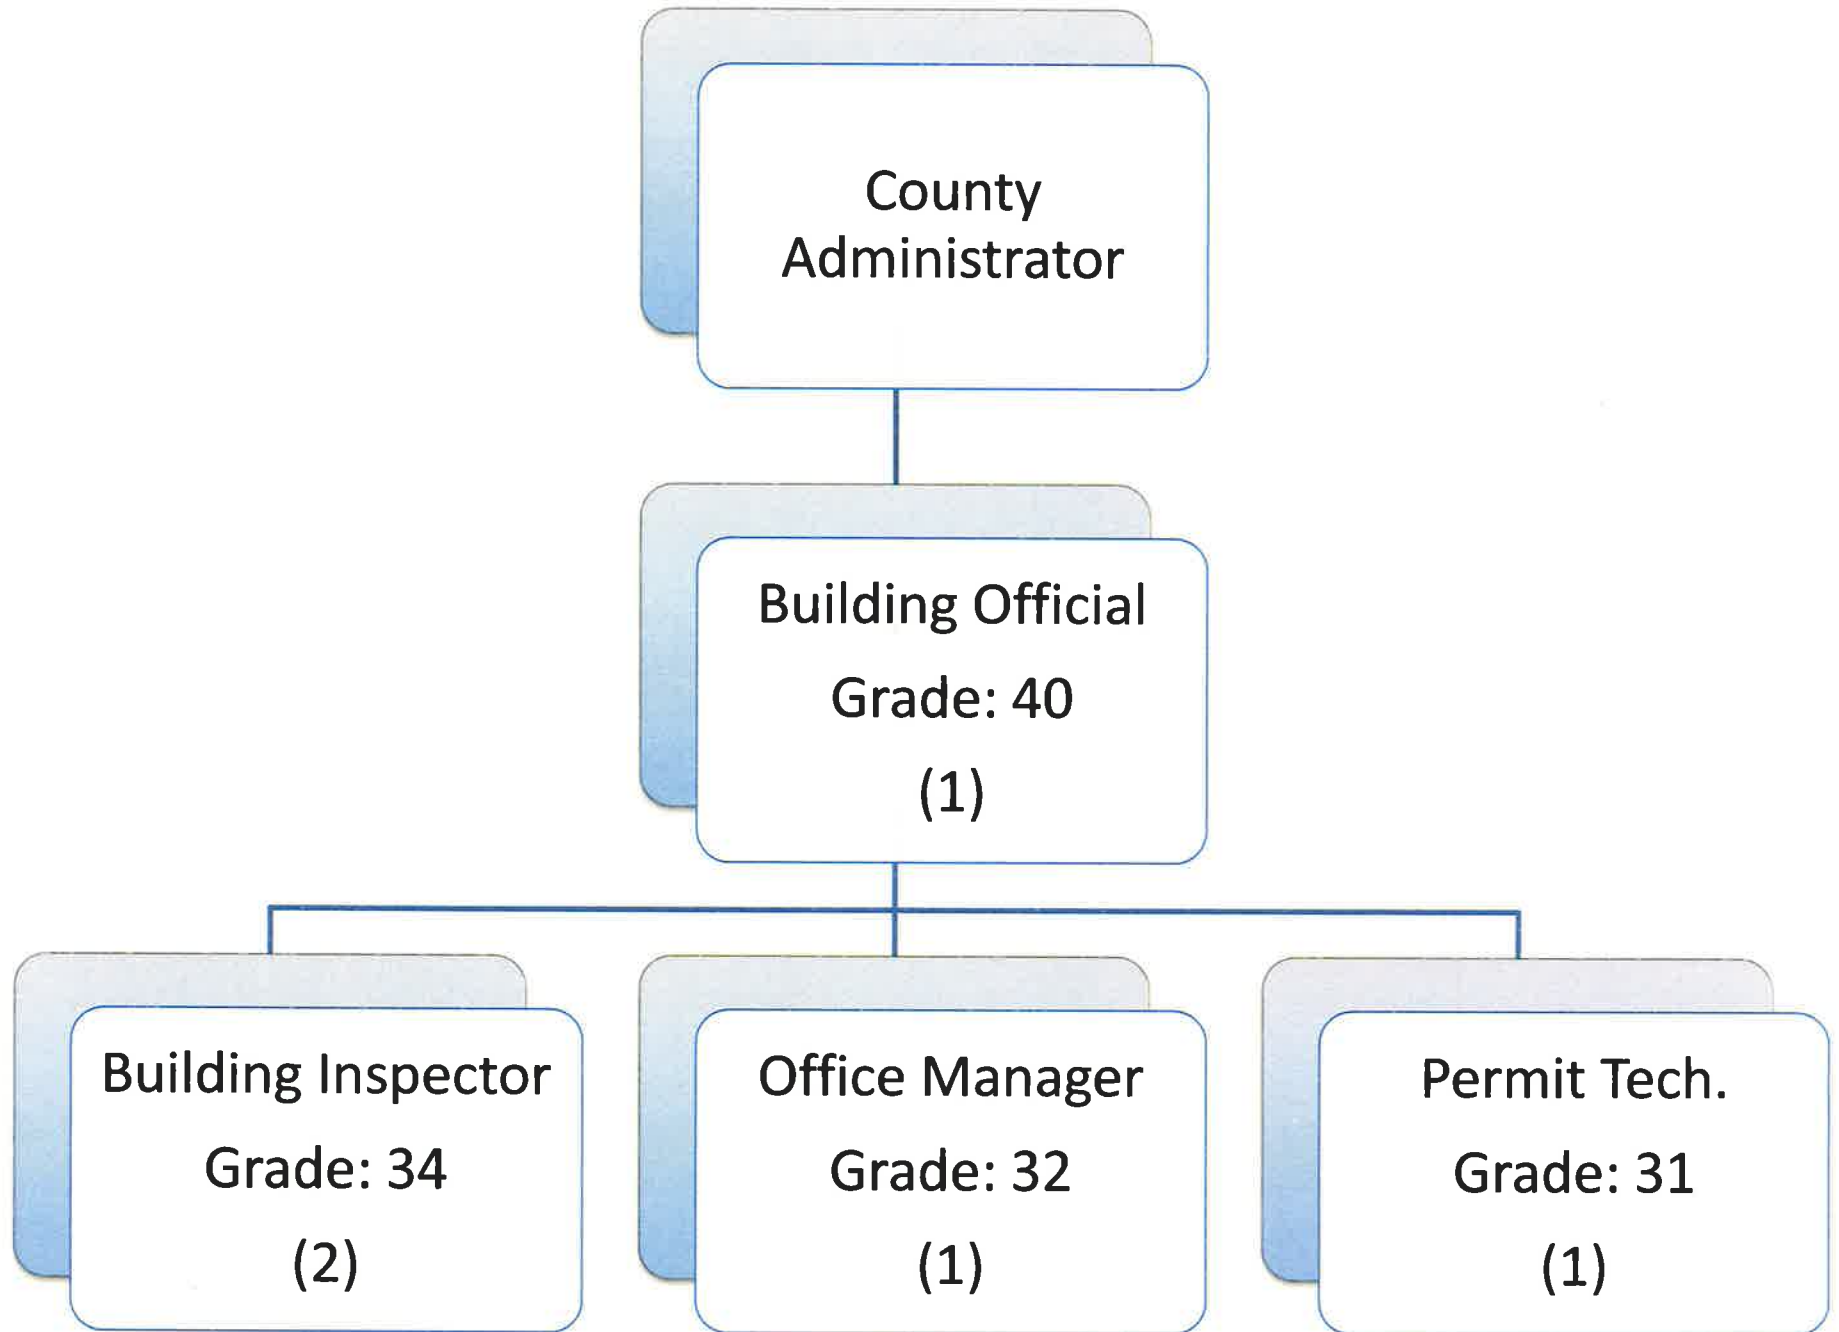 County
Administrator
Building Official
Grade: 40
(1)
Building Inspector
Grade: 34
(2)
Office Manager
Grade: 32
(1)
Permit Tech.
Grade: 31
(1)